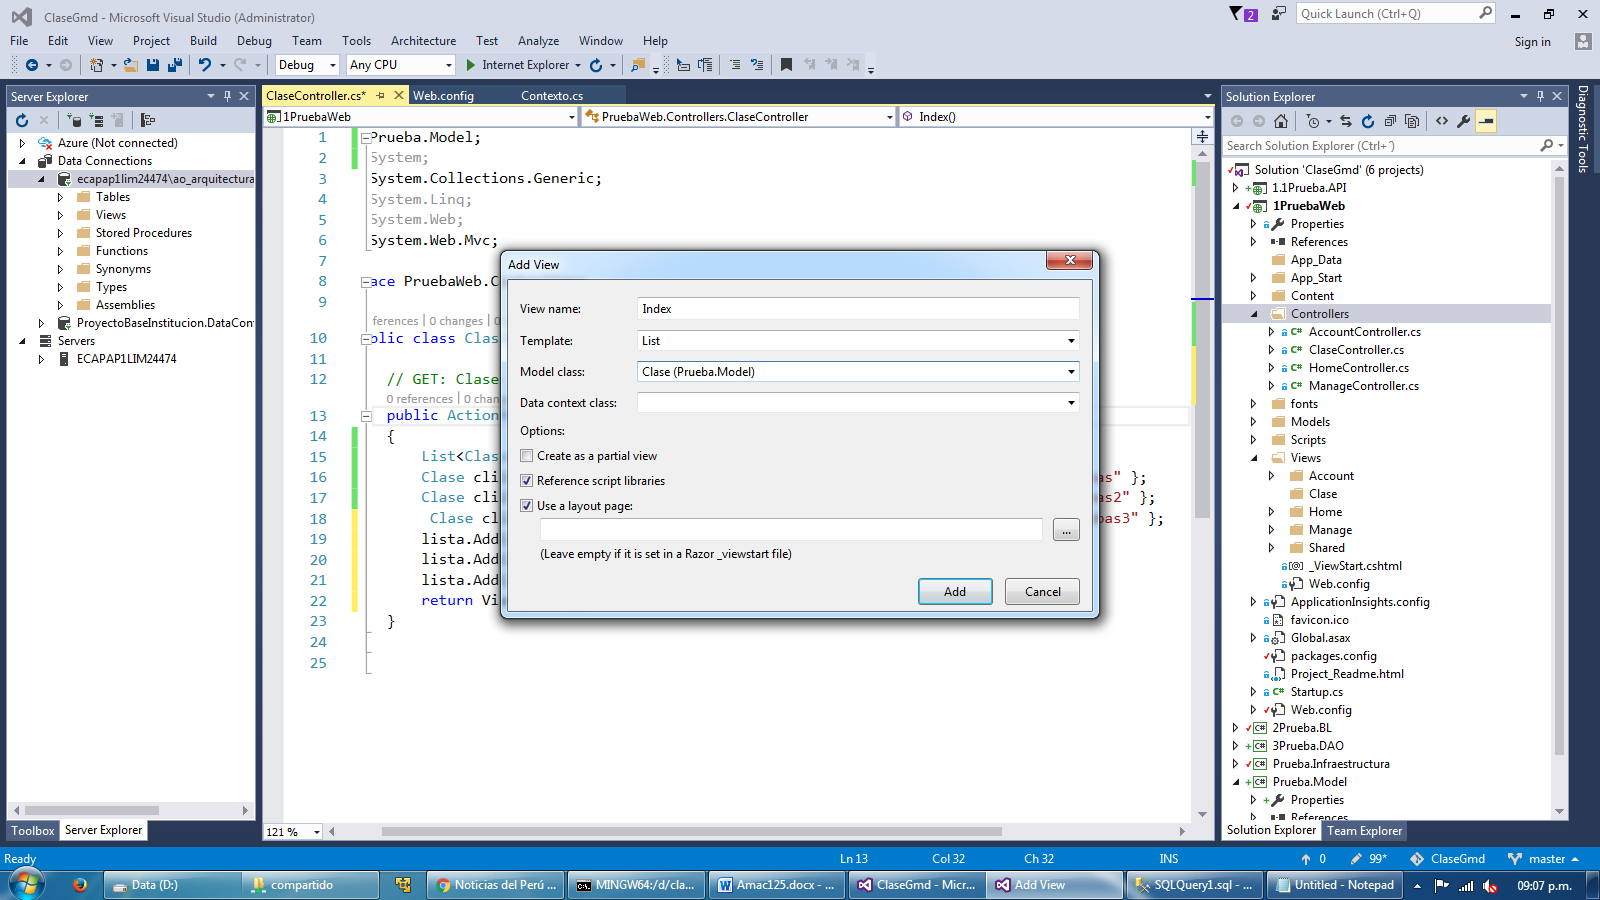 ClaseGmd - Microsoft Visual Studio (Administrator)
2
Quick Launch (Ctrl+Q)
File Edit View Project Build Debug Team Tools Architecture Test Analyze Window Help
Sign in
Debug Any CPU Internet Explorer
Server Explorer
Azure (Not connected)
Data Connections
ecapap1lim24474\ao_arquitectura
Tables
Views
Stored Procedures
Functions
Synonyms
Types
Assemblies
ProyectoBaseInstitucion.DataCon
Servers
ECAPAP1LIM24474
Toolbox Server Explorer
ClaseController.cs* Web.config Contexto.cs
1PruebaWeb PruebaWeb.Controllers.ClaseController Index()
1 Prueba.Model;
2 System;
3 System.Collections.Generic;
4 System.Linq;
5 System.Web;
6 System.Web.Mvc;
7
8 ace PruebaWeb.C
9
ferences | 0 changes | 0
10 blic class Clas
11
12 // GET: Clase
0 references | 0 chan
13 public Action
14 {
15 List<Clas
16 Clase cli as" };
17 Clase cli as2" };
18 Clase cl bas3" };
19 lista.Add
20 lista.Add
21 lista.Add
22 return Vi
23 }
24
25
121 %
Add View
View name: Index
Template: List
Model class: Clase (Prueba.Model)
Data context class:
Options:
Create as a partial view
Reference script libraries
Use a layout page:
...
(Leave empty if it is set in a Razor _viewstart file)
Add Cancel
Solution Explorer
Search Solution Explorer (Ctrl+´)
Solution 'ClaseGmd' (6 projects)
1.1Prueba.API
1PruebaWeb
Properties
References
App_Data
App_Start
Content
Controllers
AccountController.cs
ClaseController.cs
HomeController.cs
ManageController.cs
fonts
Models
Scripts
Views
Account
Clase
Home
Manage
Shared
_ViewStart.cshtml
Web.config
ApplicationInsights.config
favicon.ico
Global.asax
packages.config
Project_Readme.html
Startup.cs
Web.config
2Prueba.BL
3Prueba.DAO
Prueba.Infraestructura
Prueba.Model
Properties
References
Solution Explorer Team Explorer
Diagnostic Tools
Ready Ln 13 Col 32 Ch 32 INS 0 99* ClaseGmd master
Data (D:) compartido Noticias del Perú ... MINGW64:/d/cla... Amac125.docx - ... ClaseGmd - Micr... Add View SQLQuery1.sql - ... Untitled - Notepad 09:07 p.m.